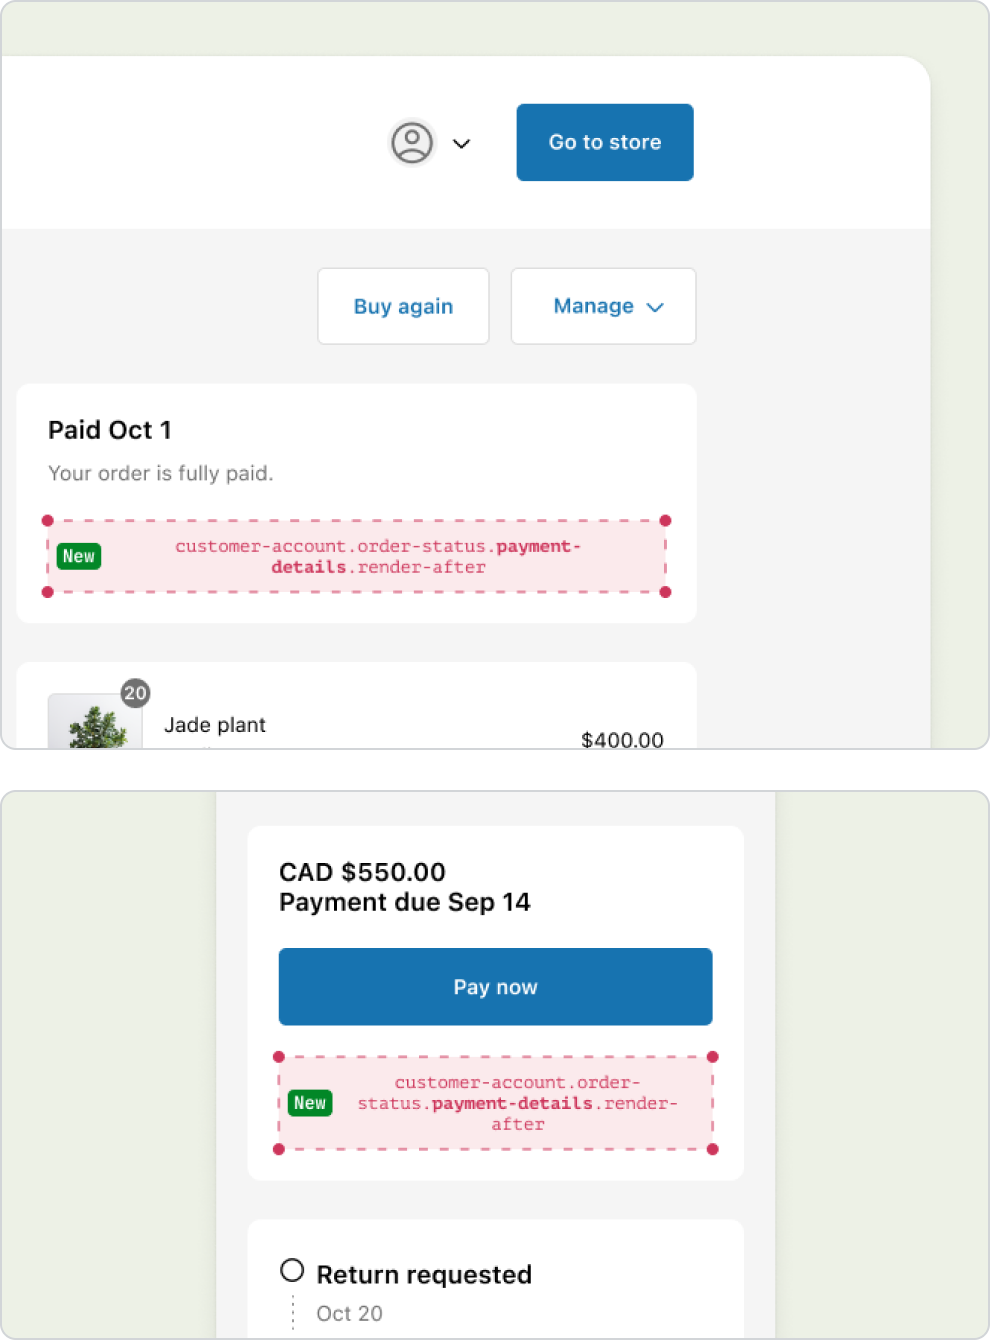 Go to store
Buy again
Manage
Paid Oct 1
Your order is fully paid.
New
customer-account.order-status.payment-
details.render-after
20
Jade plant
$400.00
CAD $550.00
Payment due Sep 14
Pay now
New
customer-account.order-
status.payment-details.render-
after
Return requested
Oct 20